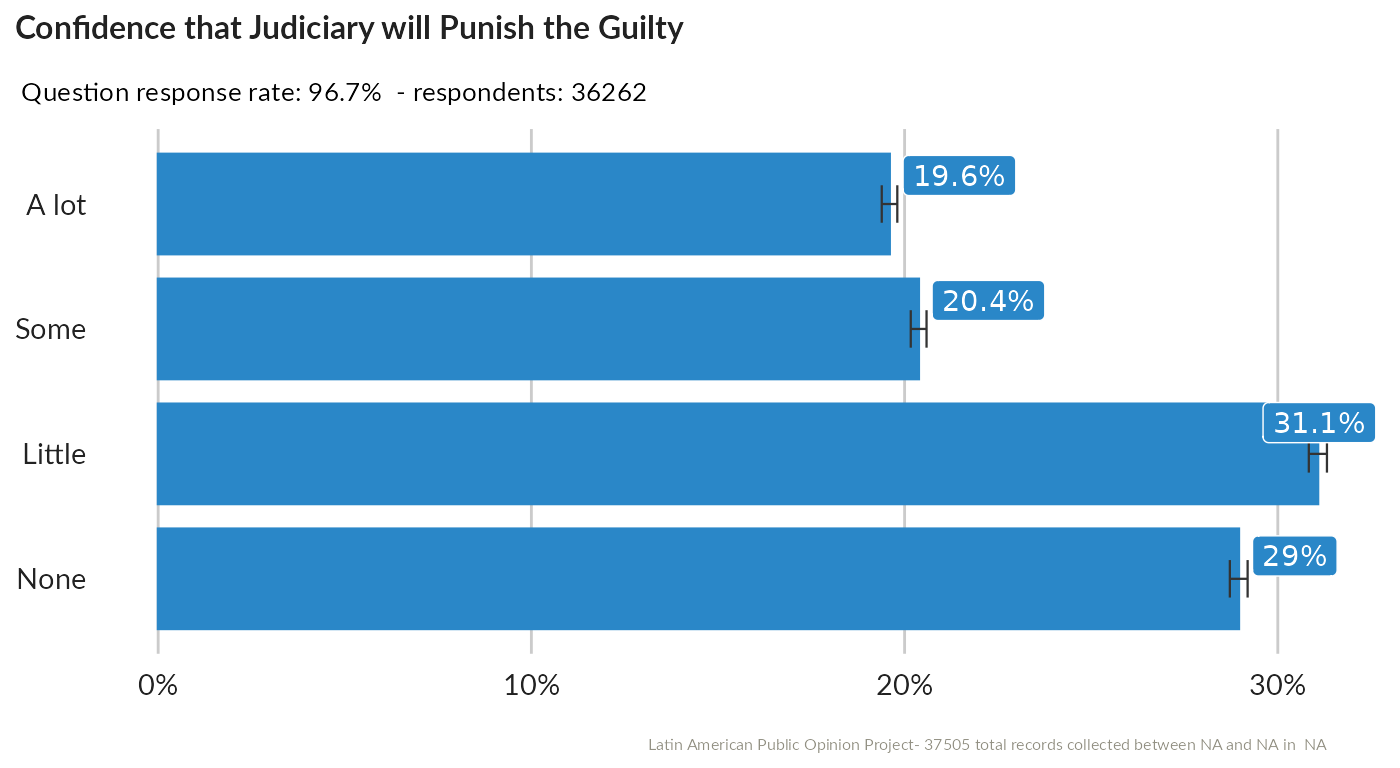 Confidence that Judiciary will Punish the Guilty
Question response rate: 96.7% - respondents: 36262
A lot 19.6%
Some 20.4%
Little 31.1%
None 29%
0% 10% 20% 30%
Latin American Public Opinion Project- 37505 total records collected between NA and NA in NA